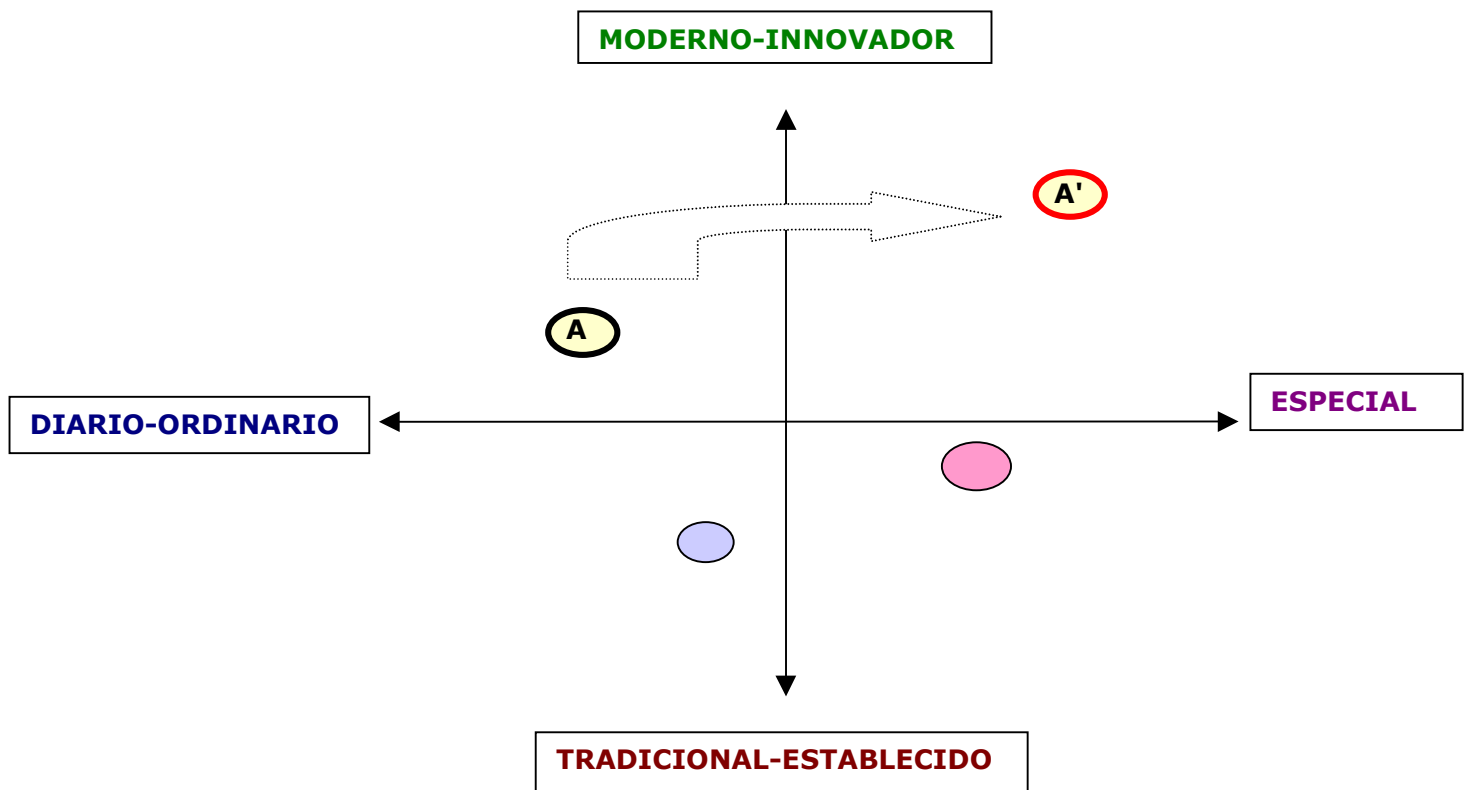 MODERNO-INNOVADOR
A'
A
ESPECIAL
DIARIO-ORDINARIO
TRADICIONAL-ESTABLECIDO